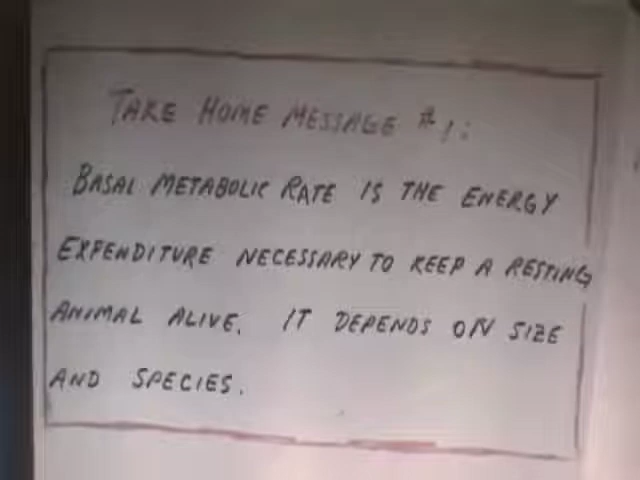 TAKE HOME MESSAGE #1:
BASAL METABOLIC RATE IS THE ENERGY
EXPENDITURE NECESSARY TO KEEP A RESTING
ANIMAL ALIVE. IT DEPENDS ON SIZE
AND SPECIES.